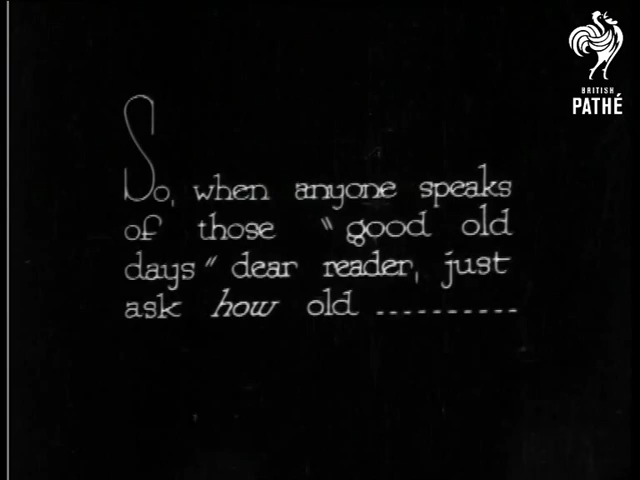 BRITISH
PATHÉ
So, when anyone speaks
of those "good old
days" dear reader, just
ask how old ----------